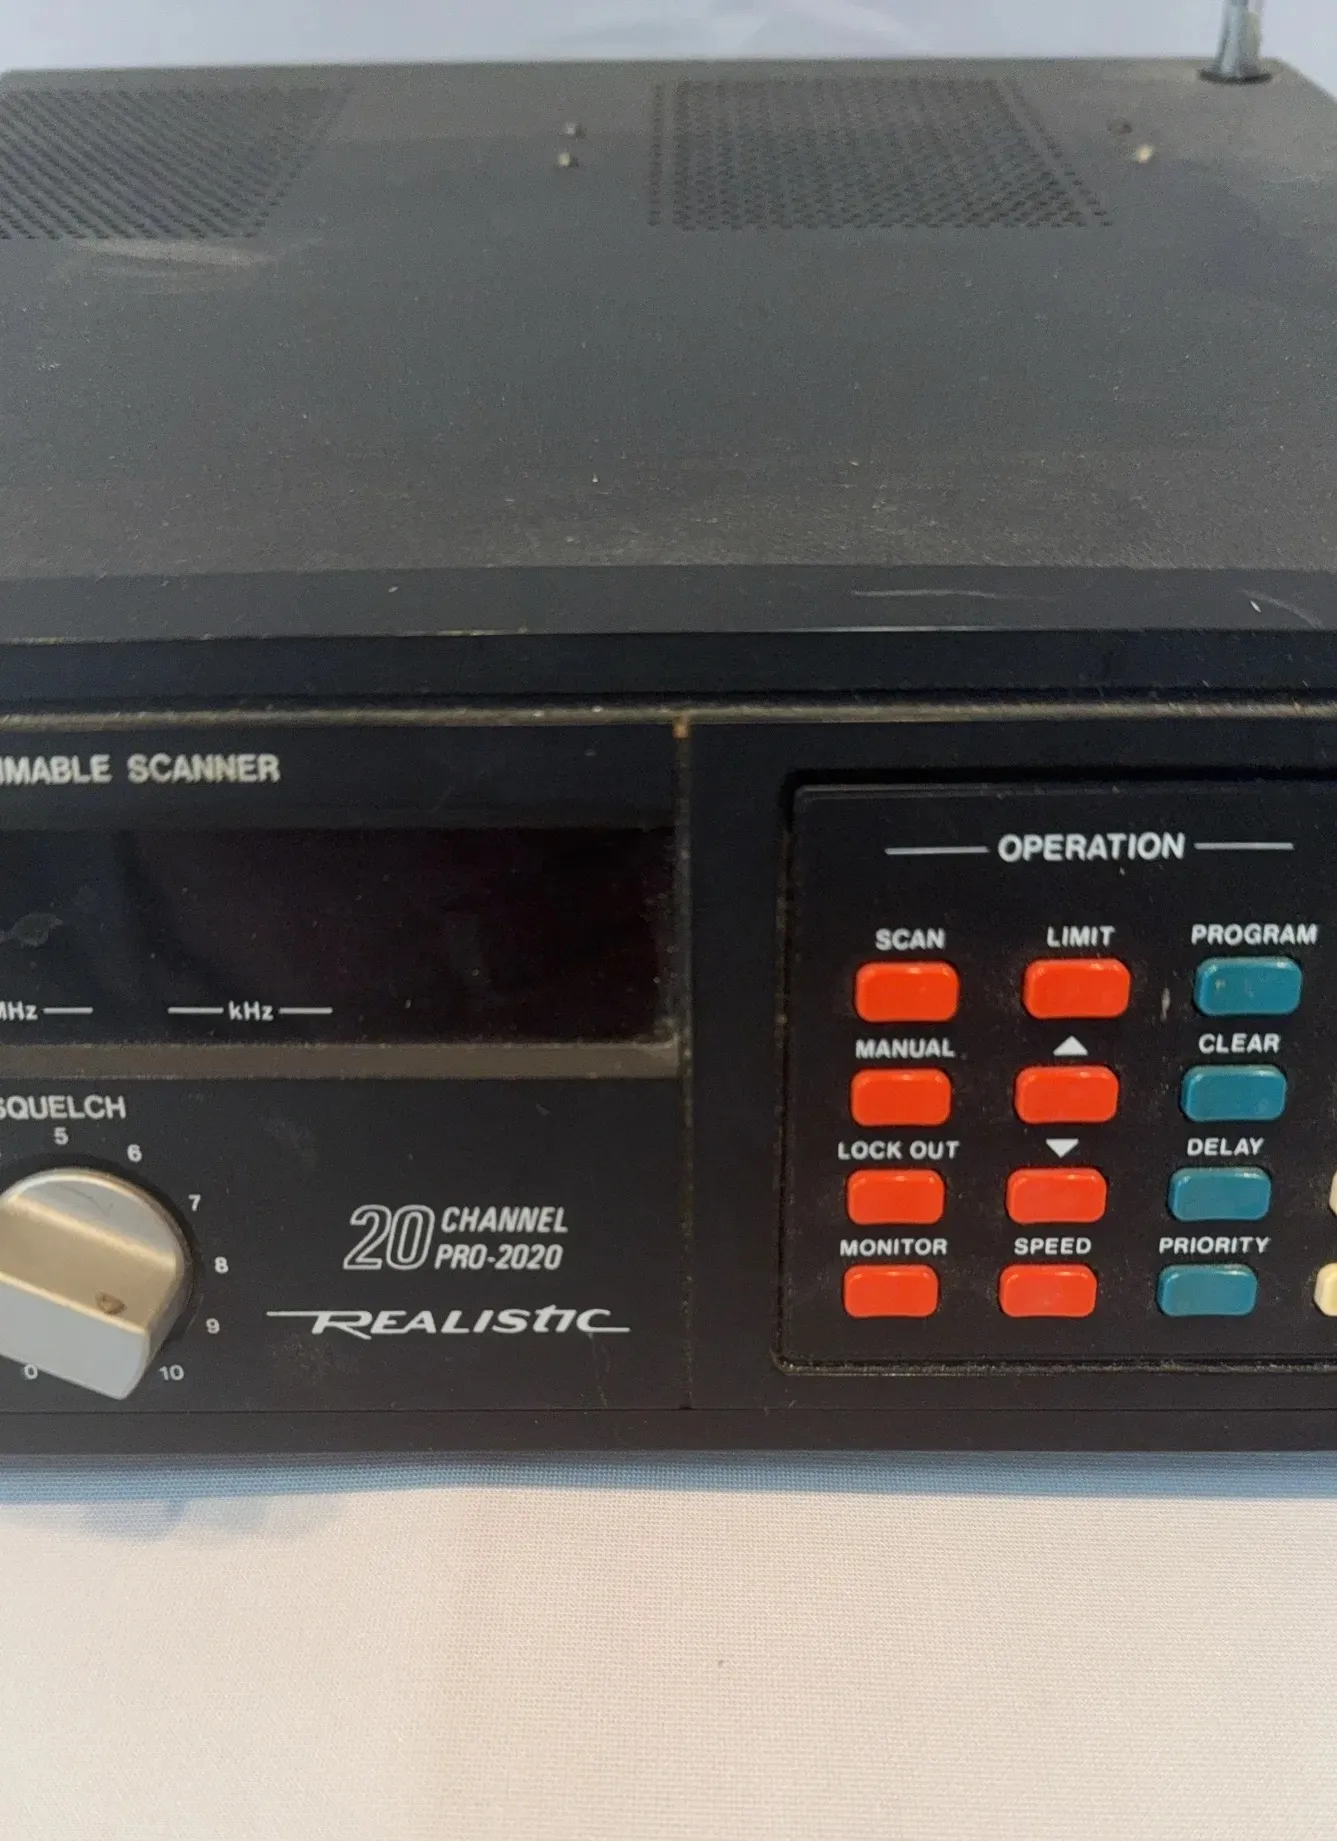 MMABLE SCANNER
MHz kHz
SQUELCH
5
6
7
8
9
0
10
20 CHANNEL
PRO-2020
REALISTIC
OPERATION
SCAN LIMIT PROGRAM
MANUAL ▲ CLEAR
LOCK OUT ▼ DELAY
MONITOR SPEED PRIORITY